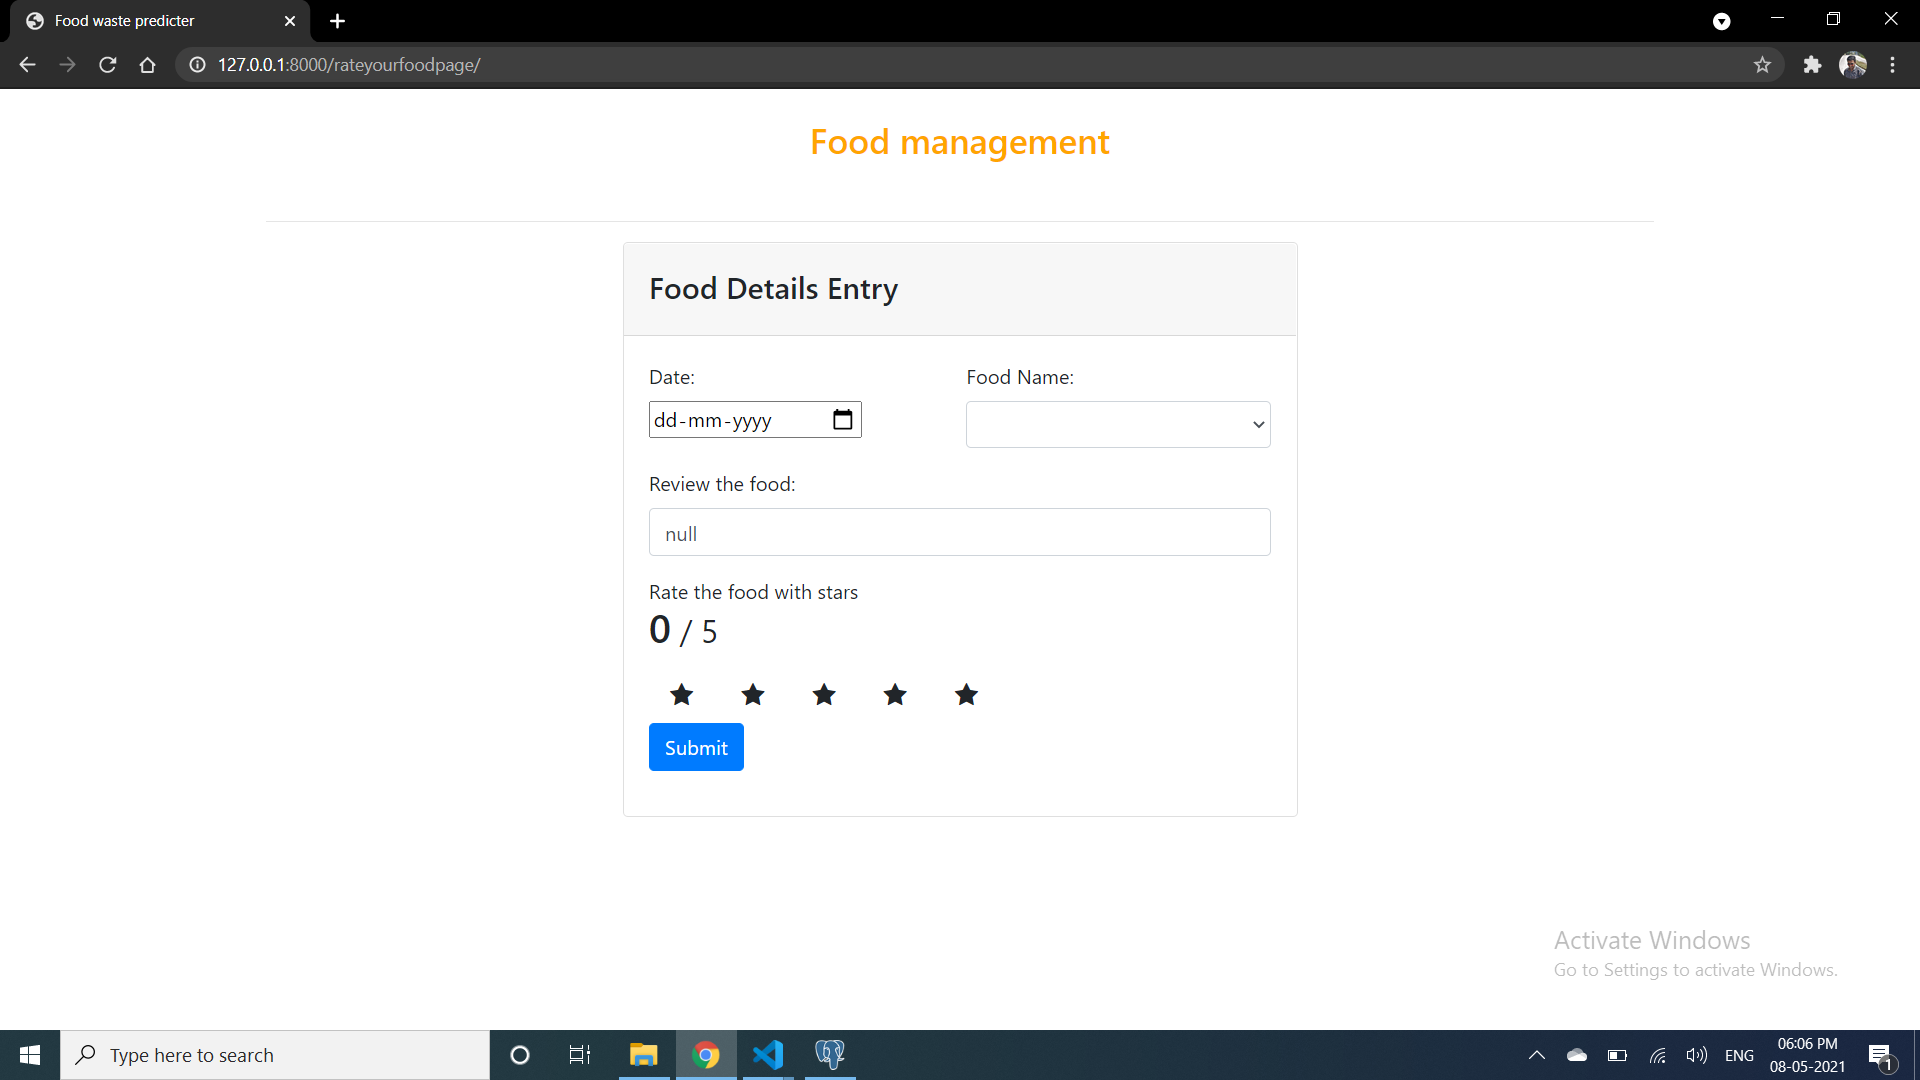 Food waste predicter
127.0.0.1:8000/rateyourfoodpage/
Food management
Food Details Entry
Date:
Food Name:
dd-mm-yyyy
Review the food:
null
Rate the food with stars
0 / 5
Submit
Activate Windows
Go to Settings to activate Windows.
Type here to search
ENG
06:06 PM
08-05-2021
1